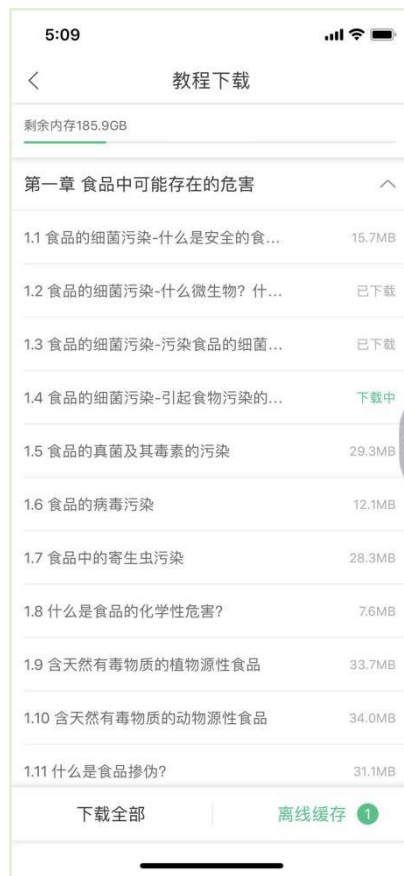 5:09
教程下载
剩余内存185.9GB
第一章 食品中可能存在的危害
1.1 食品的细菌污染-什么是安全的食... 15.7MB
1.2 食品的细菌污染-什么微生物？什... 已下载
1.3 食品的细菌污染-污染食品的细菌... 已下载
1.4 食品的细菌污染-引起食物污染的... 下载中
1.5 食品的真菌及其毒素的污染 29.3MB
1.6 食品的病毒污染 12.1MB
1.7 食品中的寄生虫污染 28.3MB
1.8 什么是食品的化学性危害? 7.6MB
1.9 含天然有毒物质的植物源性食品 33.7MB
1.10 含天然有毒物质的动物源性食品 34.0MB
1.11 什么是食品掺伪? 31.1MB
下载全部 离线缓存 1